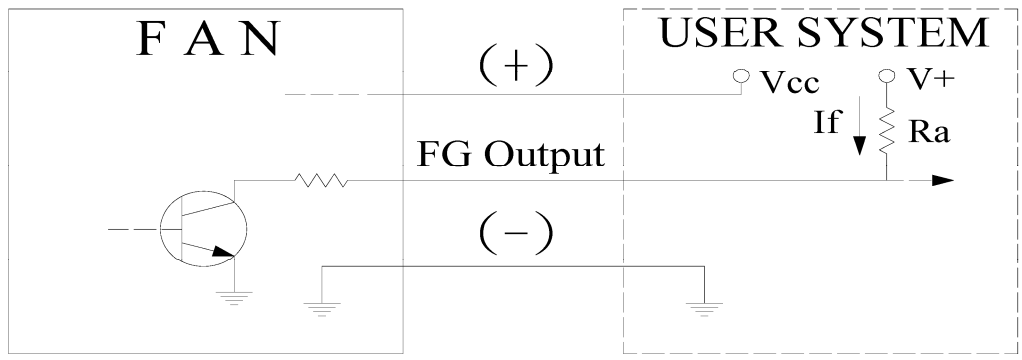 F A N
USER SYSTEM
(+)
Vcc
V+
If
Ra
FG Output
(−)